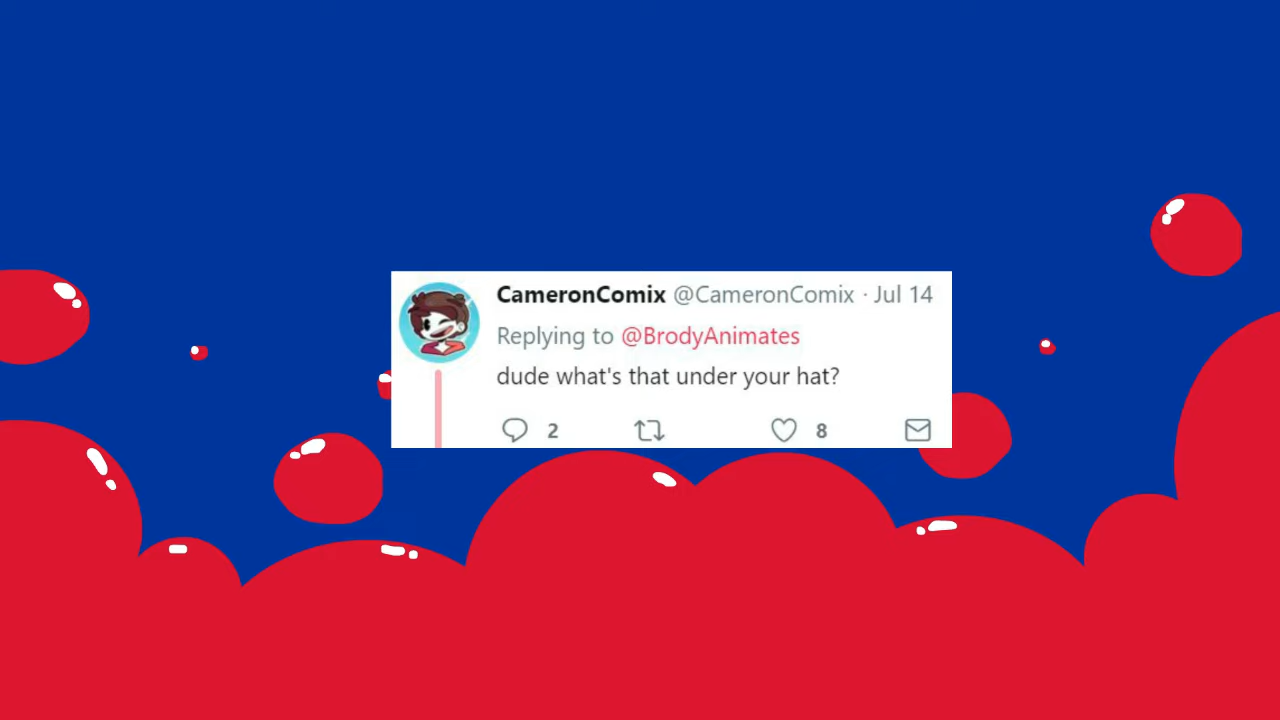 CameronComix @CameronComix · Jul 14
Replying to @BrodyAnimates
dude what's that under your hat?
2 8